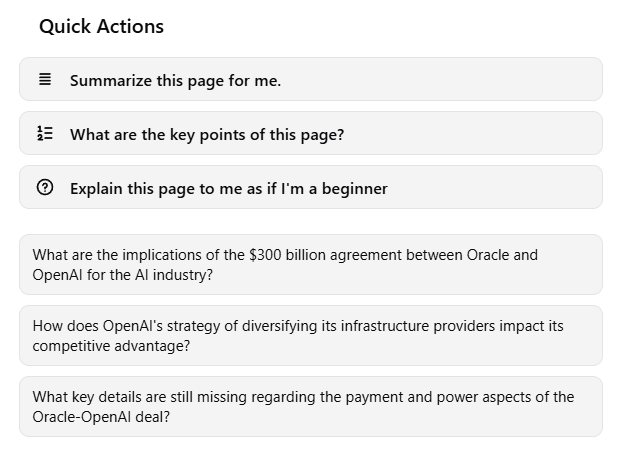 Quick Actions
Summarize this page for me.
What are the key points of this page?
Explain this page to me as if I'm a beginner
What are the implications of the $300 billion agreement between Oracle and
OpenAI for the AI industry?
How does OpenAI's strategy of diversifying its infrastructure providers impact its
competitive advantage?
What key details are still missing regarding the payment and power aspects of the
Oracle-OpenAI deal?